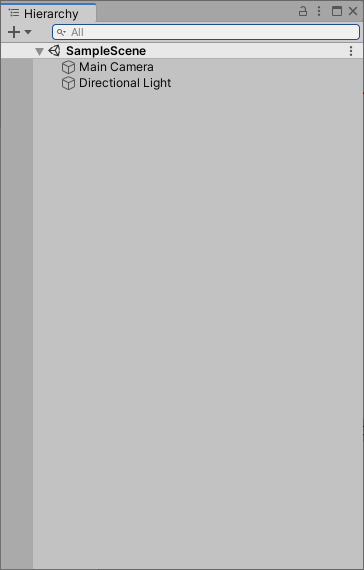 Hierarchy
All
SampleScene
Main Camera
Directional Light